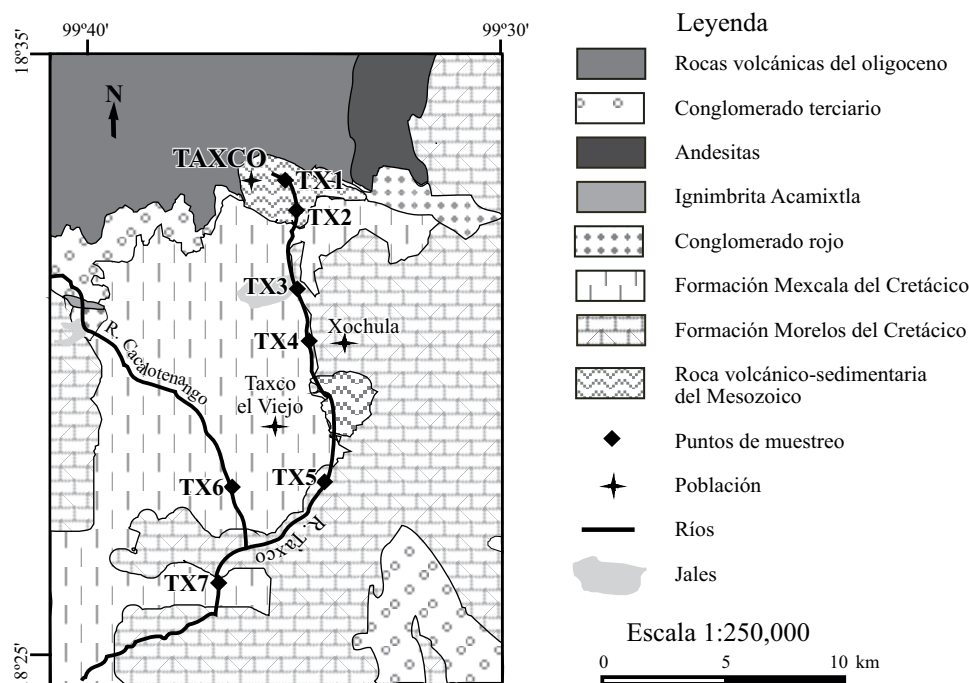 99º40'
99º30'
18º35'
N
TAXCO
TX1
TX2
TX3
TX4
Xochula
R. Cacalotenango
Taxco
el Viejo
TX5
TX6
R. Taxco
TX7
18º25'
Leyenda
Rocas volcánicas del oligoceno
Conglomerado terciario
Andesitas
Ignimbrita Acamixtla
Conglomerado rojo
Formación Mexcala del Cretácico
Formación Morelos del Cretácico
Roca volcánico-sedimentaria
del Mesozoico
Puntos de muestreo
Población
Ríos
Jales
Escala 1:250,000
0 5 10 km